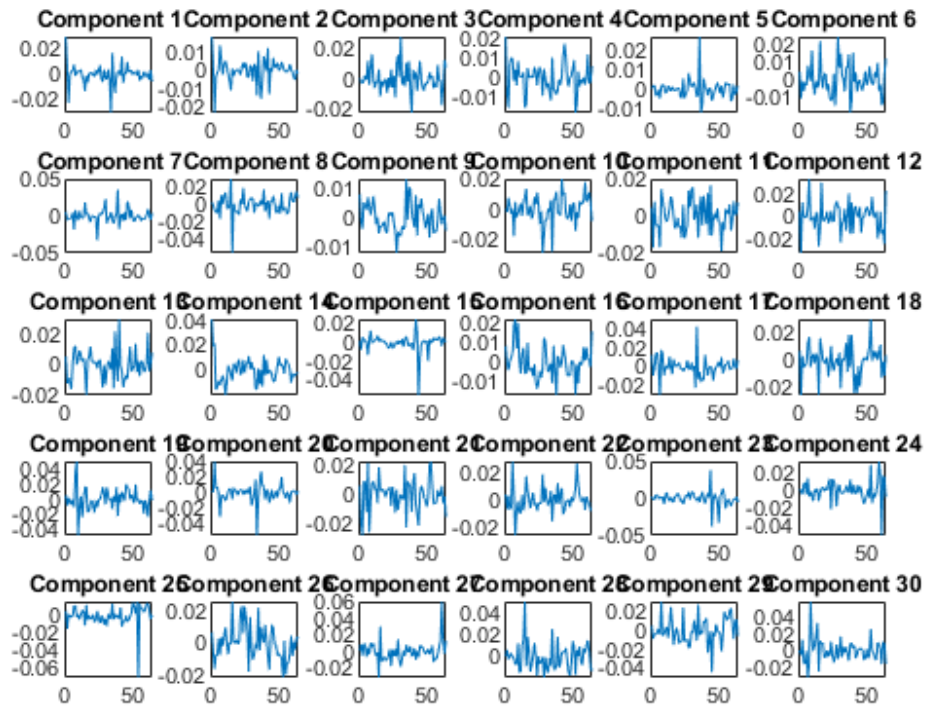 Component 1 Component 2 Component 3 Component 4 Component 5 Component 6
0.02 0 -0.02 0.01 0 -0.01 -0.02 0.02 0 -0.02 0.02 0.01 0 -0.01 0.02 0.01 0 -0.01 0.02 0.01 0 -0.01
0 50 0 50 0 50 0 50 0 50 0 50
Component 7 Component 8 Component 9 Component 10 Component 11 Component 12
0.05 0 -0.05 0.02 0 -0.02 -0.04 0.01 0 -0.01 0.02 0 -0.02 0.02 0 -0.02 0.02 0 -0.02
0 50 0 50 0 50 0 50 0 50 0 50
Component 13 Component 14 Component 15 Component 16 Component 17 Component 18
0.02 0 -0.02 0.04 0.02 0 0.02 0 -0.02 -0.04 0.02 0.01 0 -0.01 0.04 0.02 0 -0.02 0.02 0 -0.02
0 50 0 50 0 50 0 50 0 50 0 50
Component 19 Component 20 Component 21 Component 22 Component 23 Component 24
0.04 0.02 0 -0.02 -0.04 0.04 0.02 0 -0.02 -0.04 0.02 0 -0.02 0.02 0 -0.02 0.05 0 -0.05 0.02 0 -0.02 -0.04
0 50 0 50 0 50 0 50 0 50 0 50
Component 25 Component 26 Component 27 Component 28 Component 29 Component 30
0 -0.02 -0.04 -0.06 0.02 0 -0.02 0.06 0.04 0.02 0 -0.02 0.04 0.02 0 0.02 0 -0.02 -0.04 0.04 0.02 0 -0.02
0 50 0 50 0 50 0 50 0 50 0 50